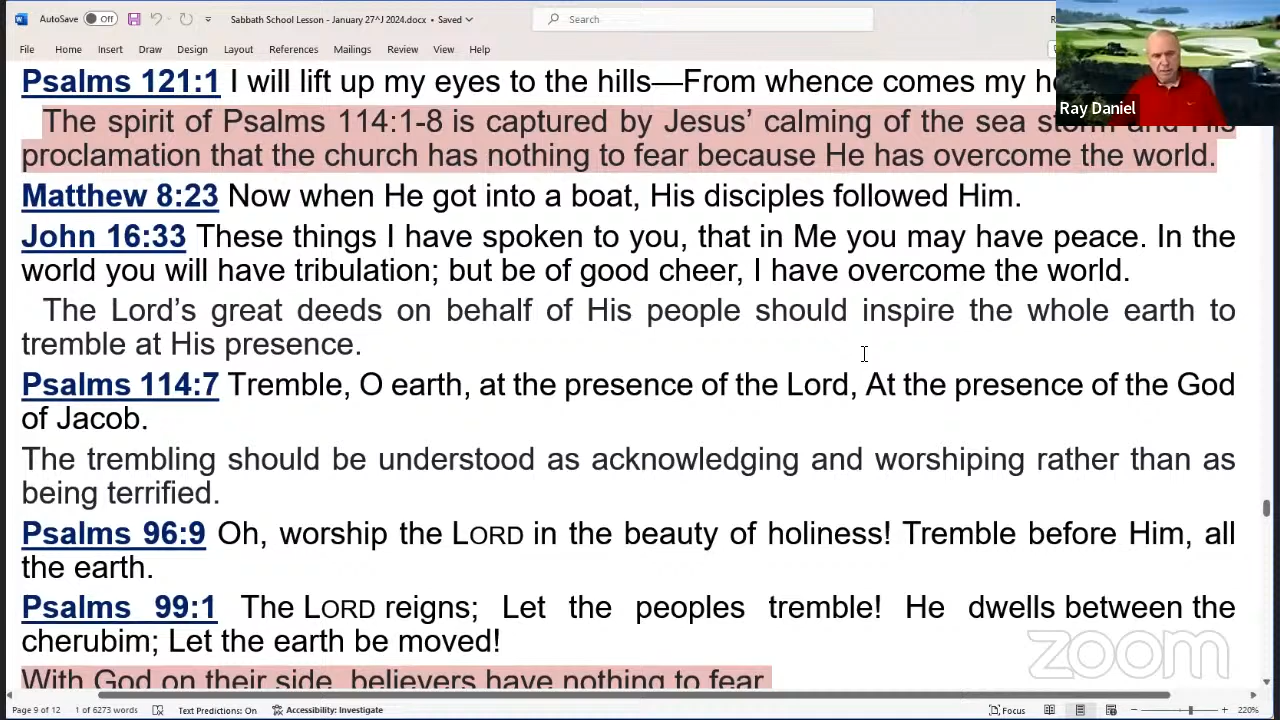 AutoSave Off Sabbath School Lesson - January 27^J 2024.docx • Saved Search
File Home Insert Draw Design Layout References Mailings Review View Help
Ray Daniel
Psalms 121:1 I will lift up my eyes to the hills—From whence comes my
The spirit of Psalms 114:1-8 is captured by Jesus’ calming of the sea storm and His
proclamation that the church has nothing to fear because He has overcome the world.
Matthew 8:23 Now when He got into a boat, His disciples followed Him.
John 16:33 These things I have spoken to you, that in Me you may have peace. In the
world you will have tribulation; but be of good cheer, I have overcome the world.
The Lord’s great deeds on behalf of His people should inspire the whole earth to
tremble at His presence.
Psalms 114:7 Tremble, O earth, at the presence of the Lord, At the presence of the God
of Jacob.
The trembling should be understood as acknowledging and worshiping rather than as
being terrified.
Psalms 96:9 Oh, worship the LORD in the beauty of holiness! Tremble before Him, all
the earth.
Psalms 99:1 The LORD reigns; Let the peoples tremble! He dwells between the
cherubim; Let the earth be moved!
With God on their side, believers have nothing to fear
zoom
Page 9 of 12 1 of 6273 words Text Predictions: On Accessibility: Investigate Focus 220%